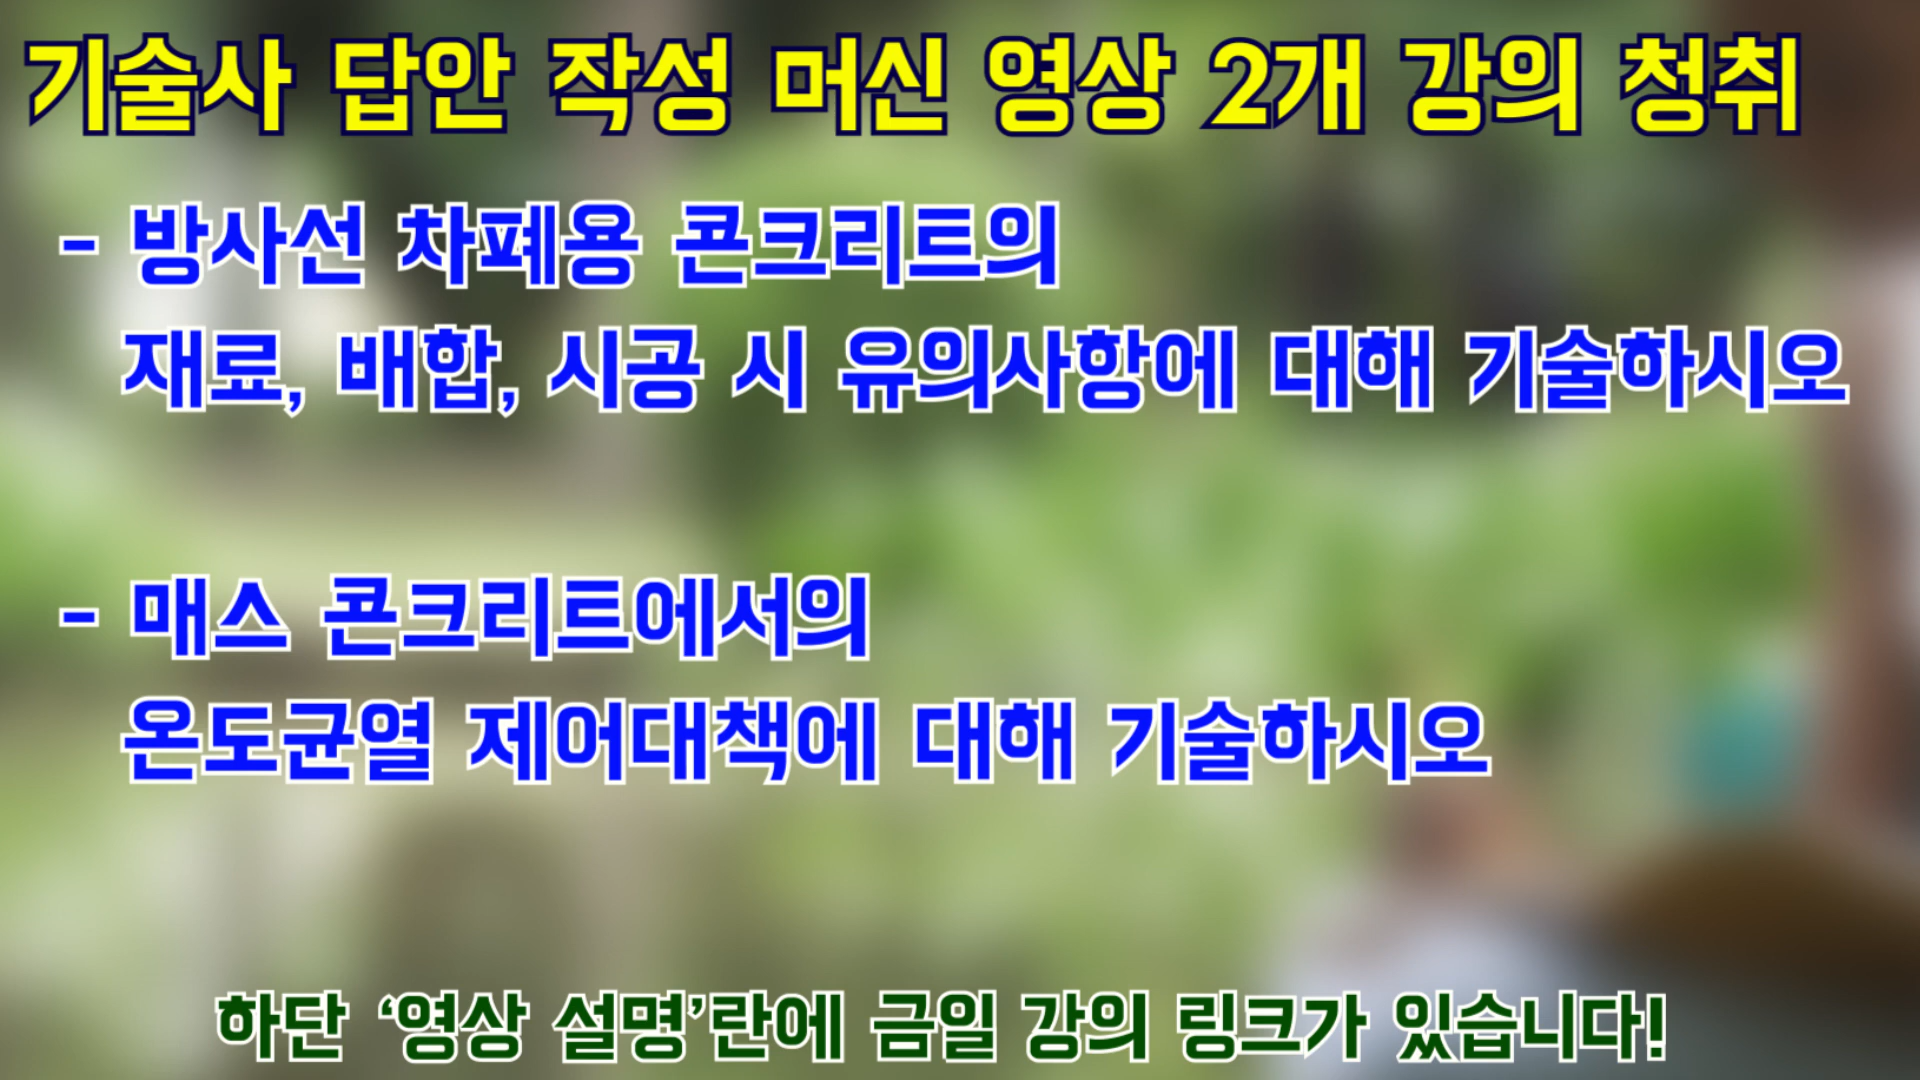 기술사 답안 작성 머신 영상 2개 강의 청취
- 방사선 차폐용 콘크리트의
재료, 배합, 시공 시 유의사항에 대해 기술하시오
- 매스 콘크리트에서의
온도균열 제어대책에 대해 기술하시오
하단 ‘영상 설명’란에 금일 강의 링크가 있습니다!